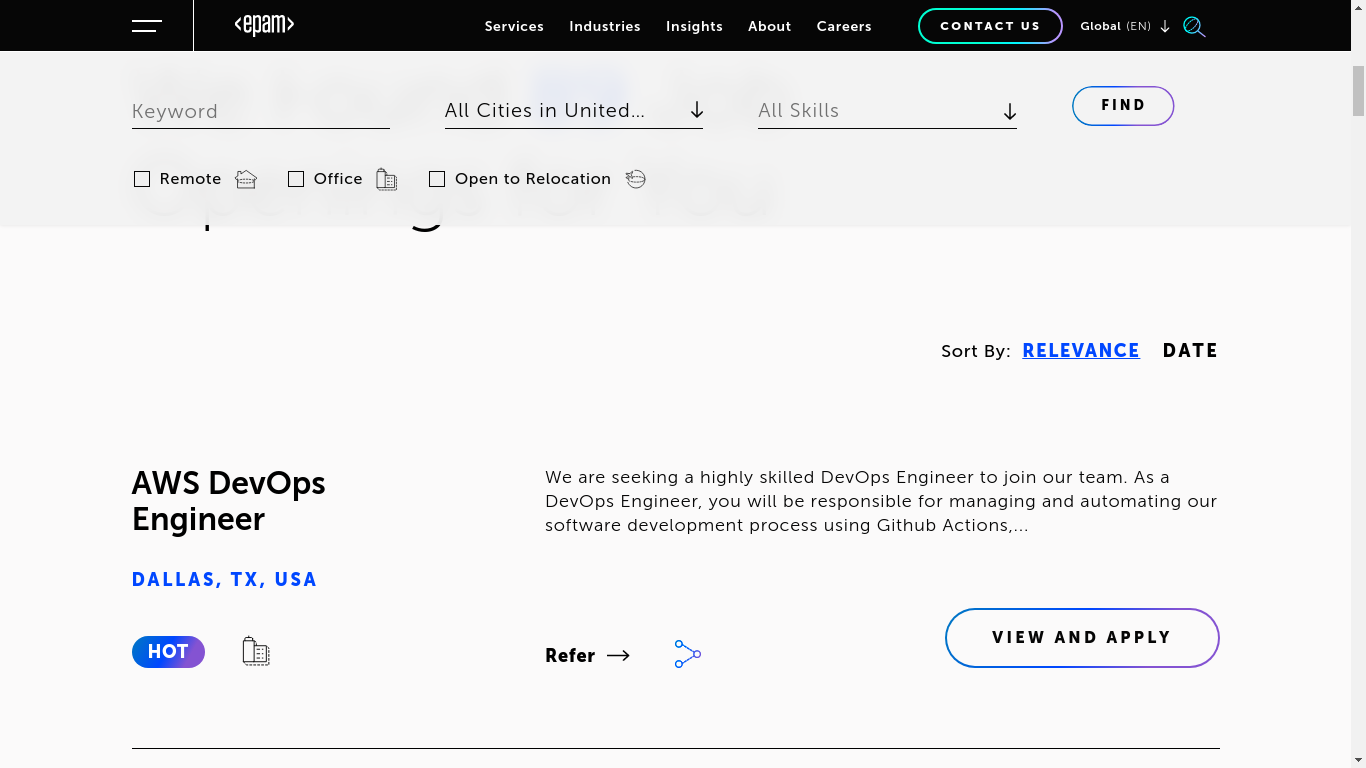 <epam>
Services Industries Insights About Careers CONTACT US Global (EN)
Keyword All Cities in United... All Skills FIND
Remote Office Open to Relocation
Openings for You
Sort By: RELEVANCE DATE
AWS DevOps
Engineer
DALLAS, TX, USA
HOT
We are seeking a highly skilled DevOps Engineer to join our team. As a
DevOps Engineer, you will be responsible for managing and automating our
software development process using Github Actions,...
Refer
VIEW AND APPLY